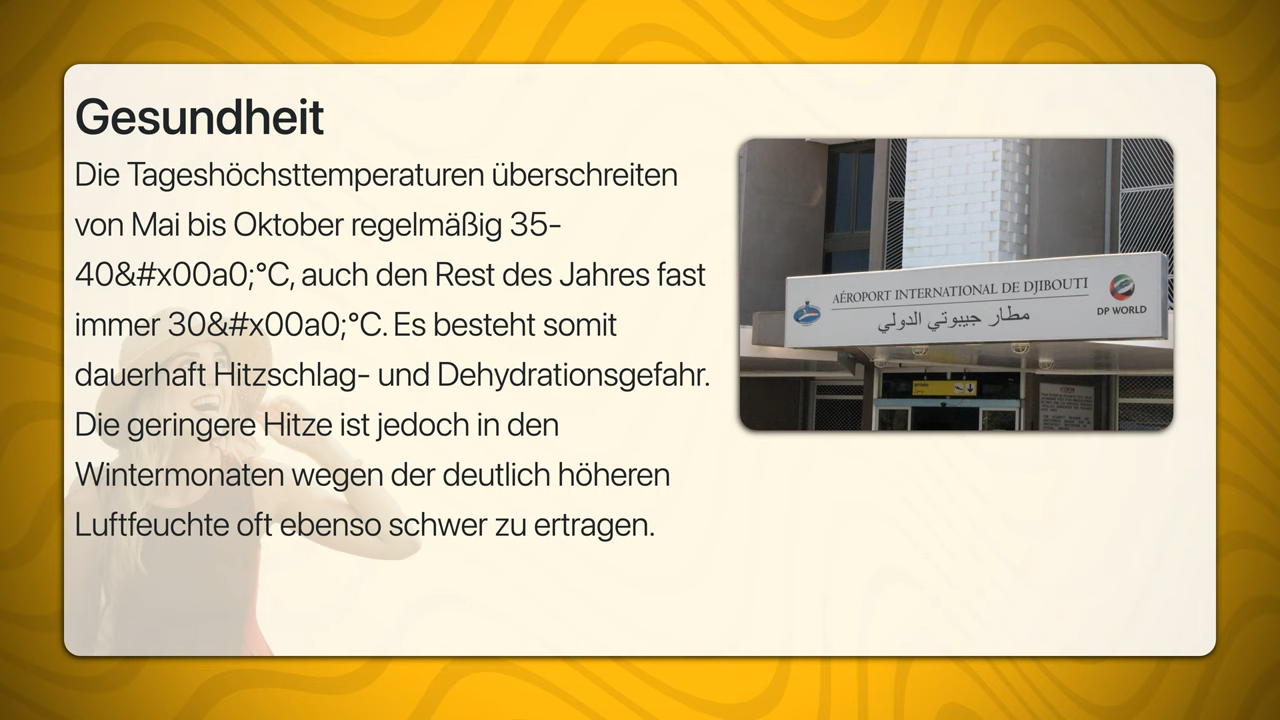 Gesundheit
Die Tageshöchsttemperaturen überschreiten
von Mai bis Oktober regelmäßig 35-
40&#x00a0;°C, auch den Rest des Jahres fast
immer 30&#x00a0;°C. Es besteht somit
dauerhaft Hitzschlag- und Dehydrationsgefahr.
Die geringere Hitze ist jedoch in den
Wintermonaten wegen der deutlich höheren
Luftfeuchte oft ebenso schwer zu ertragen.
AÉROPORT INTERNATIONAL DE DJIBOUTI
مطار جيبوتي الدولي
DP WORLD